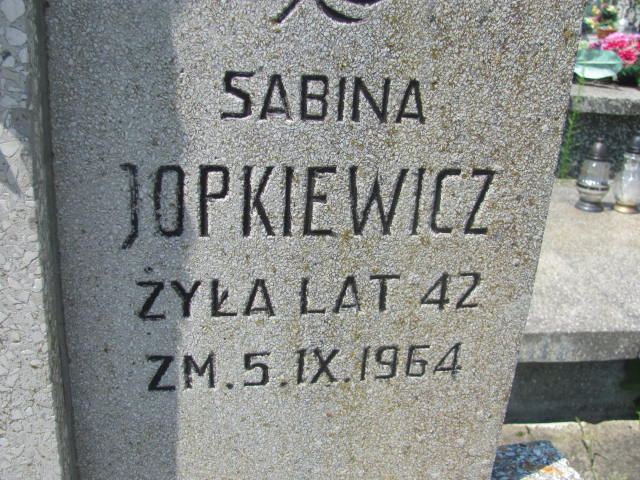 SABINA
JOPKIEWICZ
ŻYŁA LAT 42
ZM.5.IX.1964